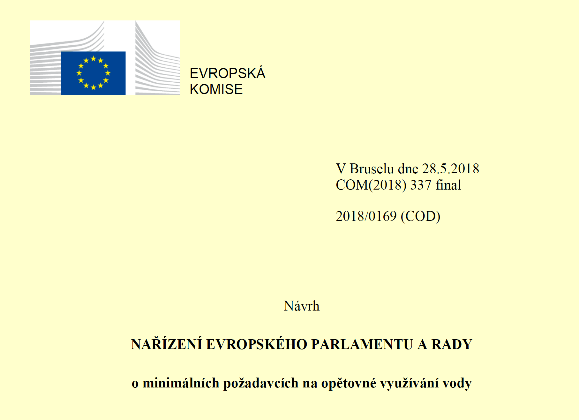 EVROPSKÁ
KOMISE
V Bruselu dne 28.5.2018
COM(2018) 337 final
2018/0169 (COD)
Návrh
NAŘÍZENÍ EVROPSKÉHO PARLAMENTU A RADY
o minimálních požadavcích na opětovné využívání vody